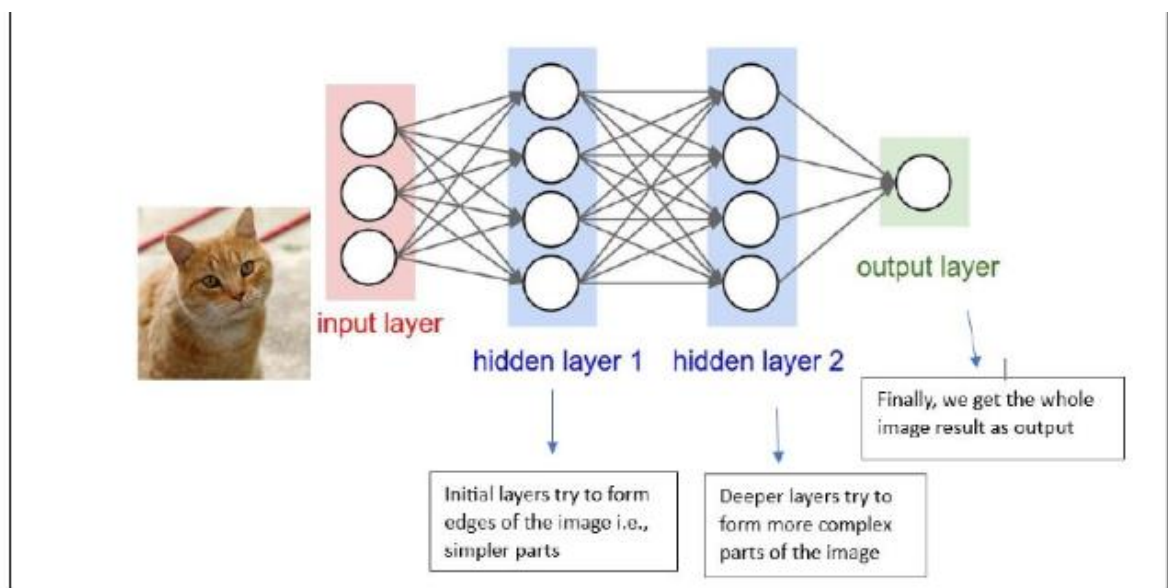 input layer
hidden layer 1
hidden layer 2
output layer
Initial layers try to form
edges of the image i.e.,
simpler parts
Deeper layers try to
form more complex
parts of the image
Finally, we get the whole
image result as output